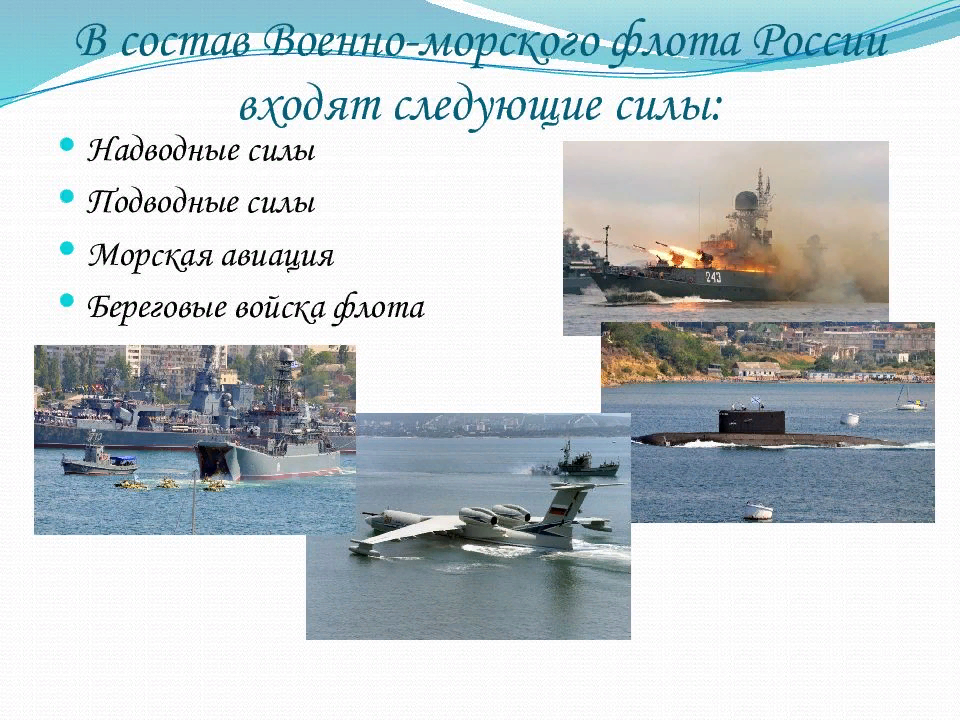 В состав Военно-морского флота России
входят следующие силы:
Надводные силы
Подводные силы
Морская авиация
Береговые войска флота
243